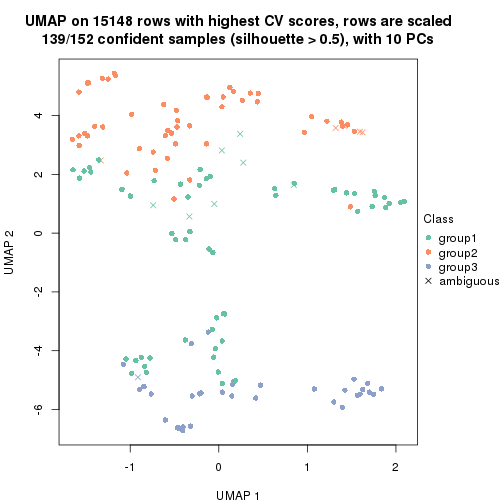 UMAP on 15148 rows with highest CV scores, rows are scaled
139/152 confident samples (silhouette > 0.5), with 10 PCs
4
2
0
-2
-4
-6
UMAP 2
-1
0
1
2
UMAP 1
Class
group1
group2
group3
ambiguous